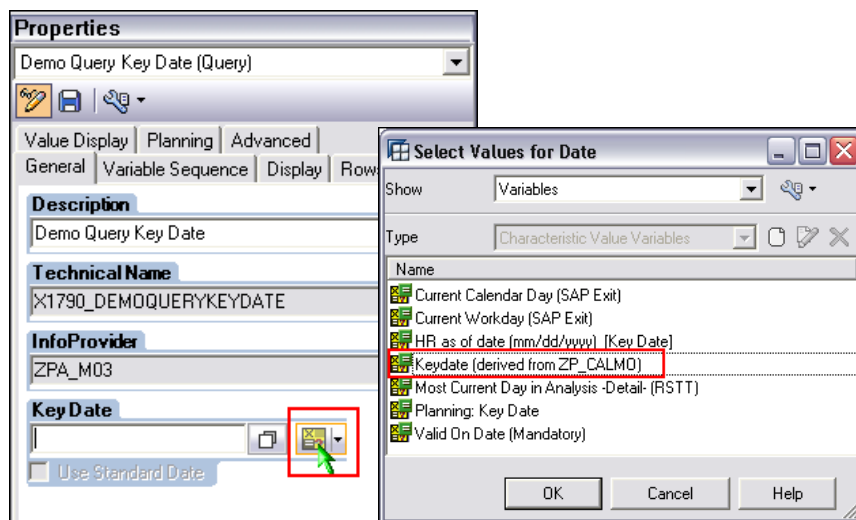 Properties
Demo Query Key Date (Query)
Value Display Planning Advanced
General Variable Sequence Display Rows
Description
Demo Query Key Date
Technical Name
X1790_DEMOQUERYKEYDATE
InfoProvider
ZPA_M03
Key Date
Use Standard Date
Select Values for Date
Show Variables
Type Characteristic Value Variables
Name
Current Calendar Day (SAP Exit)
Current Workday (SAP Exit)
HR as of date (mm/dd/yyyy) [Key Date]
Keydate (derived from ZP_CALMO)
Most Current Day in Analysis -Detail- (RSTT)
Planning: Key Date
Valid On Date (Mandatory)
OK Cancel Help